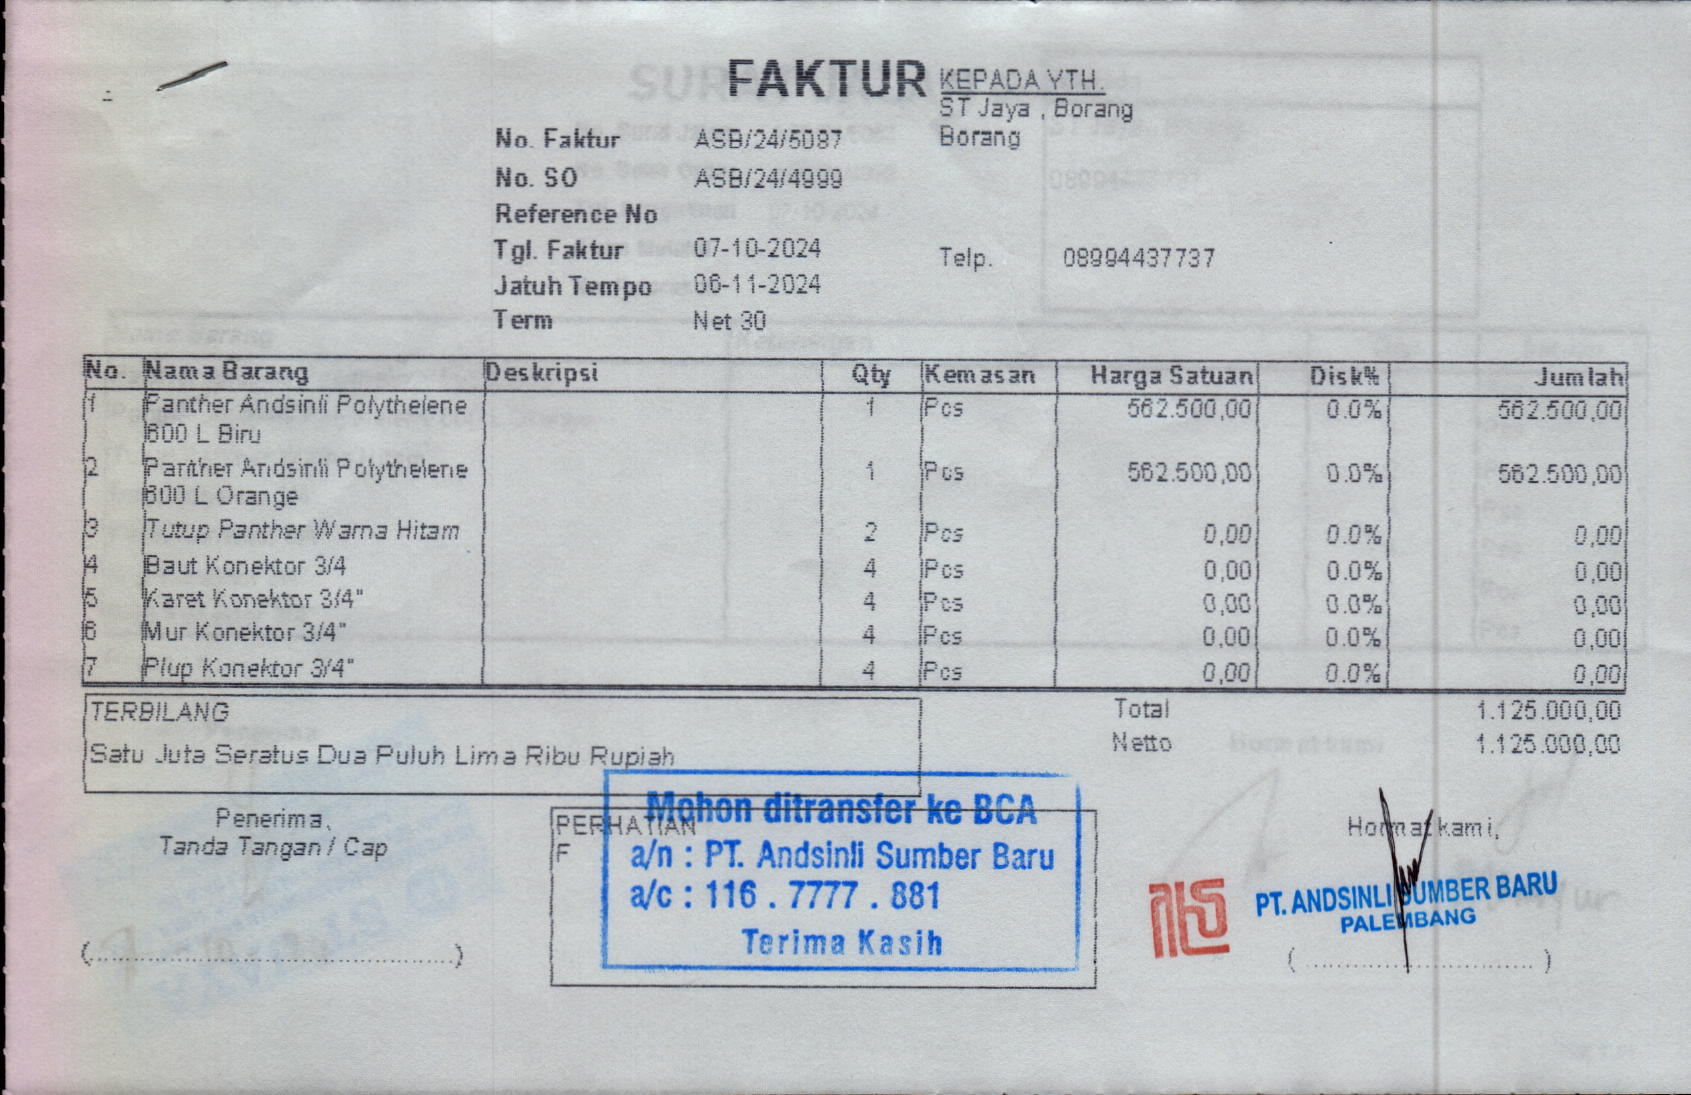 FAKTUR
KEPADA YTH.
ST Jaya , Borang
Borang
No. Faktur ASB/24/5087
No. SO ASB/24/4999
Reference No
Tgl. Faktur 07-10-2024
Telp. 08994437737
Jatuh Tempo 06-11-2024
Term Net 30
No. Nama Barang Deskripsi Qty Kemasan Harga Satuan Disk% Jumlah
1 Panther Andsinli Polythelene 1 Pcs 562.500,00 0.0% 562.500,00
600 L Biru
2 Panther Andsinli Polythelene 1 Pcs 562.500,00 0.0% 562.500,00
600 L Orange
3 Tutup Panther Warna Hitam 2 Pcs 0,00 0.0% 0,00
4 Baut Konektor 3/4 4 Pcs 0,00 0.0% 0,00
5 Karet Konektor 3/4" 4 Pcs 0,00 0.0% 0,00
6 Mur Konektor 3/4" 4 Pcs 0,00 0.0% 0,00
7 Plup Konektor 3/4" 4 Pcs 0,00 0.0% 0,00
TERBILANG
Satu Juta Seratus Dua Puluh Lima Ribu Rupiah
Total 1.125.000,00
Netto 1.125.000,00
Penerima,
Tanda Tangan / Cap
(........................................................)
PERHATIAN
F
Mohon ditransfer ke BCA
a/n : PT. Andsinli Sumber Baru
a/c : 116 . 7777 . 881
Terima Kasih
Hormat kami,
PT. ANDSINLI SUMBER BARU
PALEMBANG
( ................................... )